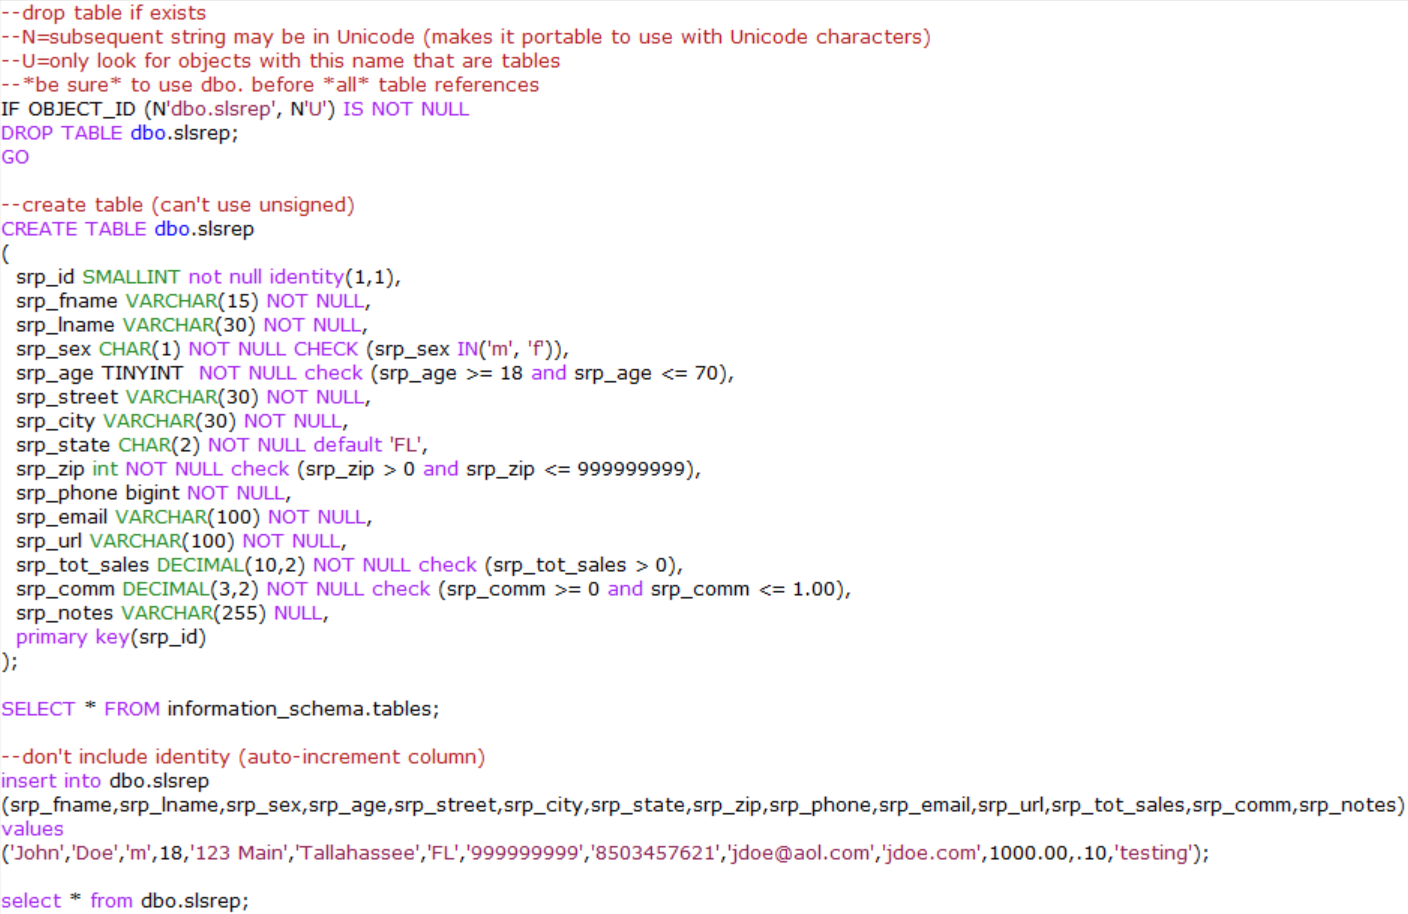 --drop table if exists
--N=subsequent string may be in Unicode (makes it portable to use with Unicode characters)
--U=only look for objects with this name that are tables
--*be sure* to use dbo. before *all* table references
IF OBJECT_ID (N'dbo.slsrep', N'U') IS NOT NULL
DROP TABLE dbo.slsrep;
GO

--create table (can't use unsigned)
CREATE TABLE dbo.slsrep
(
  srp_id SMALLINT not null identity(1,1),
  srp_fname VARCHAR(15) NOT NULL,
  srp_lname VARCHAR(30) NOT NULL,
  srp_sex CHAR(1) NOT NULL CHECK (srp_sex IN('m', 'f')),
  srp_age TINYINT  NOT NULL check (srp_age >= 18 and srp_age <= 70),
  srp_street VARCHAR(30) NOT NULL,
  srp_city VARCHAR(30) NOT NULL,
  srp_state CHAR(2) NOT NULL default 'FL',
  srp_zip int NOT NULL check (srp_zip > 0 and srp_zip <= 999999999),
  srp_phone bigint NOT NULL,
  srp_email VARCHAR(100) NOT NULL,
  srp_url VARCHAR(100) NOT NULL,
  srp_tot_sales DECIMAL(10,2) NOT NULL check (srp_tot_sales > 0),
  srp_comm DECIMAL(3,2) NOT NULL check (srp_comm >= 0 and srp_comm <= 1.00),
  srp_notes VARCHAR(255) NULL,
  primary key(srp_id)
);

SELECT * FROM information_schema.tables;

--don't include identity (auto-increment column)
insert into dbo.slsrep
(srp_fname,srp_lname,srp_sex,srp_age,srp_street,srp_city,srp_state,srp_zip,srp_phone,srp_email,srp_url,srp_tot_sales,srp_comm,srp_notes)
values
('John','Doe','m',18,'123 Main','Tallahassee','FL','999999999','8503457621','jdoe@aol.com','jdoe.com',1000.00,.10,'testing');

select * from dbo.slsrep;